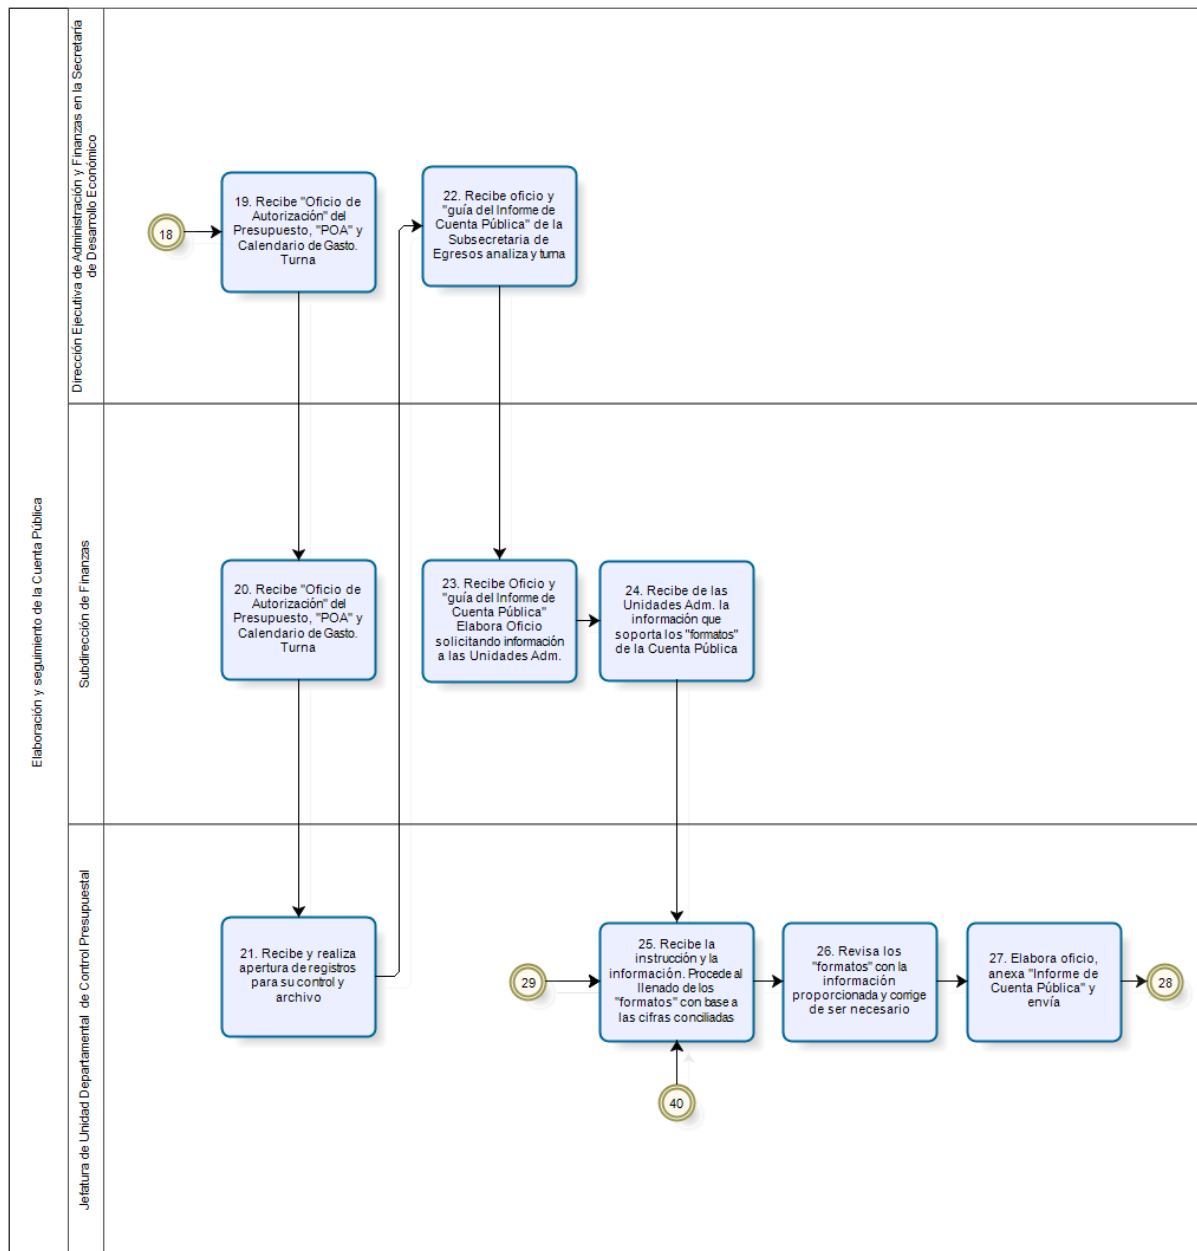 Elaboración y seguimiento de la Cuenta Pública
Dirección Ejecutiva de Administración y Finanzas en la Secretaría
de Desarrollo Económico
18
19. Recibe "Oficio de
Autorización" del
Presupuesto, "POA" y
Calendario de Gasto.
Turna
22. Recibe oficio y
"guía del Informe de
Cuenta Pública" de la
Subsecretaria de
Egresos analiza y turna
Subdirección de Finanzas
20. Recibe "Oficio de
Autorización" del
Presupuesto, "POA" y
Calendario de Gasto.
Turna
23. Recibe Oficio y
"guía del Informe de
Cuenta Pública"
Elabora Oficio
solicitando información
a las Unidades Adm.
24. Recibe de las
Unidades Adm. la
información que
soporta los "formatos"
de la Cuenta Pública
Jefatura de Unidad Departamental de Control Presupuestal
21. Recibe y realiza
apertura de registros
para su control y
archivo
29
25. Recibe la
instrucción y la
información. Procede al
llenado de los
"formatos" con base a
las cifras conciliadas
26. Revisa los
"formatos" con la
información
proporcionada y corrige
de ser necesario
27. Elabora oficio,
anexa "Informe de
Cuenta Pública" y
envía
28
40